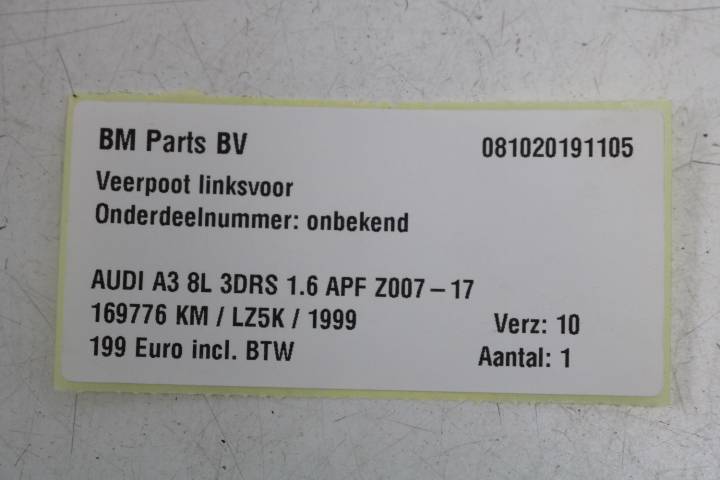 BM Parts BV 081020191105
Veerpoot linksvoor
Onderdeelnummer: onbekend
AUDI A3 8L 3DRS 1.6 APF Z007-17
169776 KM / LZ5K / 1999 Verz: 10
199 Euro incl. BTW Aantal: 1